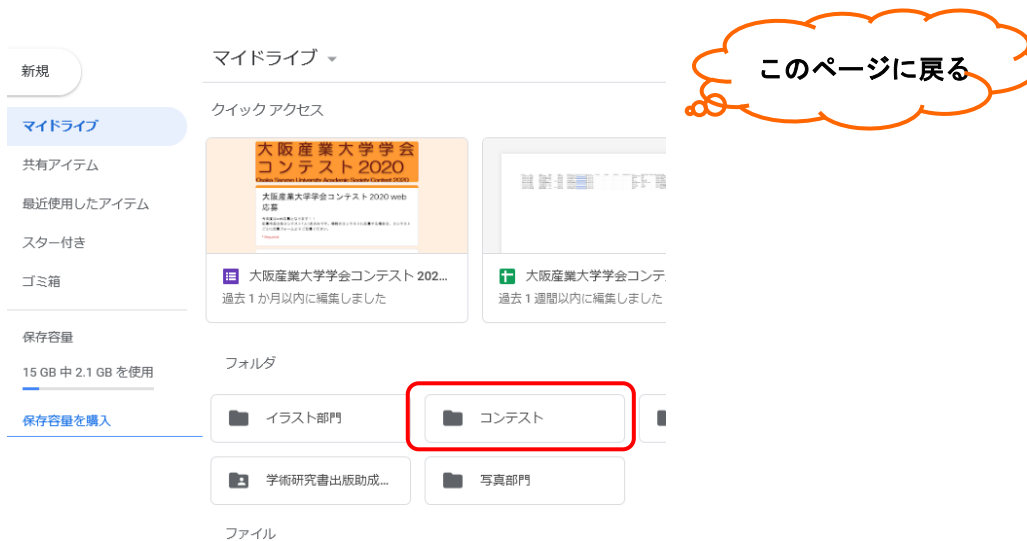 このページに戻る
マイドライブ
新規
クイック アクセス
マイドライブ
共有アイテム
最近使用したアイテム
スター付き
ゴミ箱
保存容量
15 GB 中 2.1 GB を使用
保存容量を購入
大阪産業大学学会
コンテスト2020
Osaka Sangyo University Academic Society Contest 2020
大阪産業大学学会コンテスト2020 web
応募
大阪産業大学学会コンテスト 202...
過去 1 か月以内に編集しました
大阪産業大学学会コンテ
過去 1 週間以内に編集しました
フォルダ
イラスト部門
コンテスト
学術研究書出版助成...
写真部門
ファイル